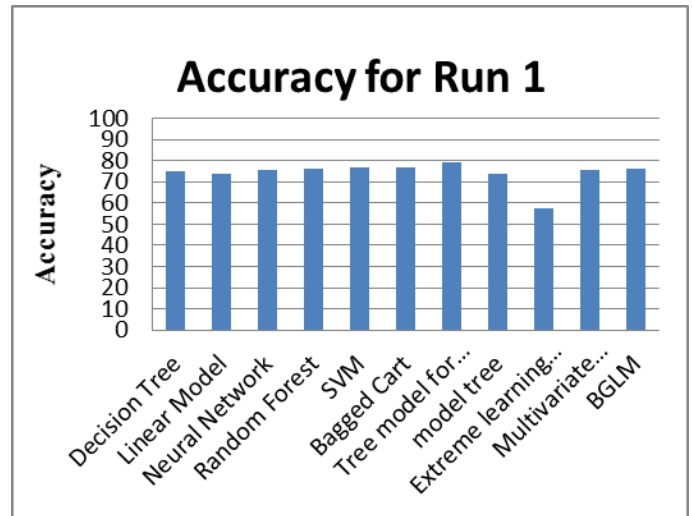 Accuracy for Run 1
Accuracy
100
90
80
70
60
50
40
30
20
10
0
Decision Tree
Linear Model
Neural Network
Random Forest
SVM
Bagged Cart
Tree model for...
model tree
Extreme learning...
Multivariate...
BGLM